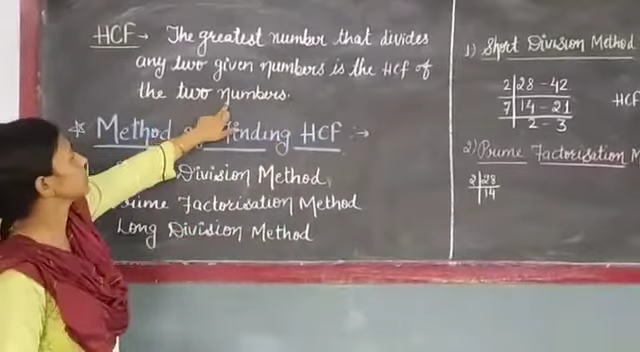 HCF → The greatest number that divides
any two given numbers is the HCF of
the two numbers.
* Method finding HCF :→
Division Method
Prime Factorisation Method
Long Division Method
1) Short Division Method
2 | 28 - 42
7 | 14 - 21
2 - 3
HCF
2) Prime Factorisation M
2 | 28
14